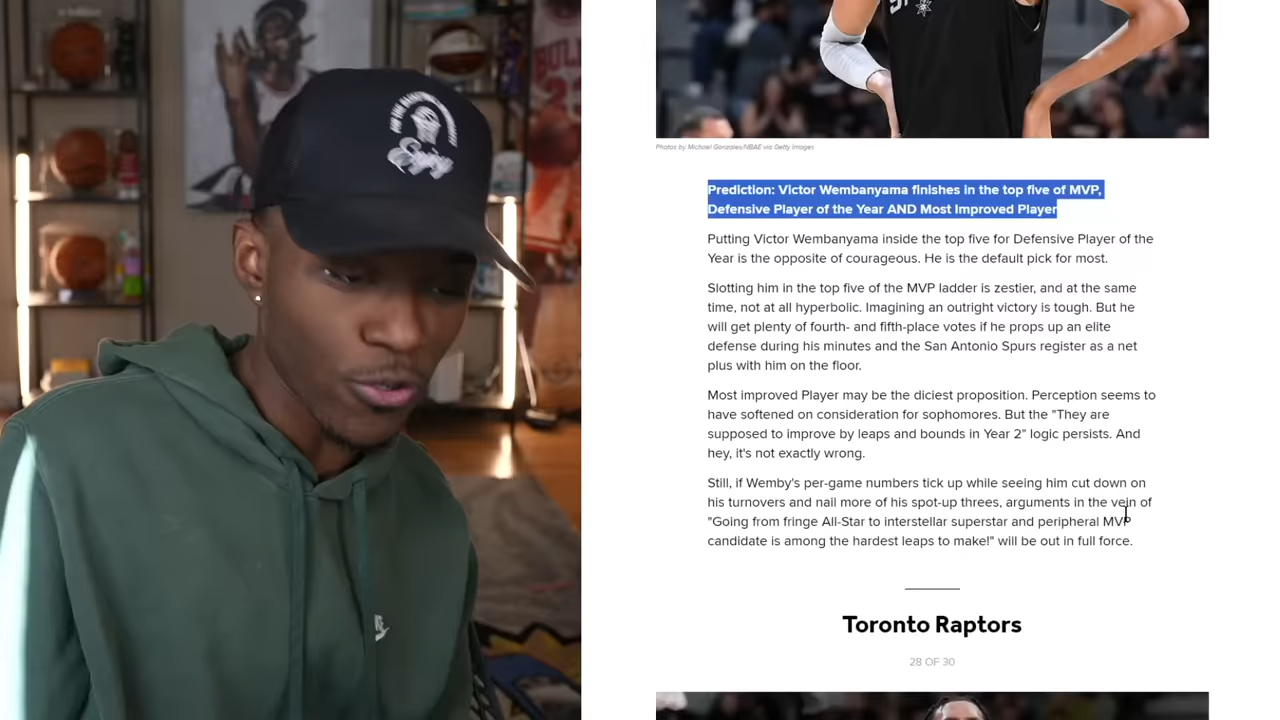 BULLS
23
Photos by Michael Gonzales/NBAE via Getty Images
Prediction: Victor Wembanyama finishes in the top five of MVP,
Defensive Player of the Year AND Most Improved Player
Putting Victor Wembanyama inside the top five for Defensive Player of the
Year is the opposite of courageous. He is the default pick for most.
Slotting him in the top five of the MVP ladder is zestier, and at the same
time, not at all hyperbolic. Imagining an outright victory is tough. But he
will get plenty of fourth- and fifth-place votes if he props up an elite
defense during his minutes and the San Antonio Spurs register as a net
plus with him on the floor.
Most improved Player may be the diciest proposition. Perception seems to
have softened on consideration for sophomores. But the "They are
supposed to improve by leaps and bounds in Year 2" logic persists. And
hey, it's not exactly wrong.
Still, if Wemby's per-game numbers tick up while seeing him cut down on
his turnovers and nail more of his spot-up threes, arguments in the vein of
"Going from fringe All-Star to interstellar superstar and peripheral MVP
candidate is among the hardest leaps to make!" will be out in full force.
Toronto Raptors
28 OF 30